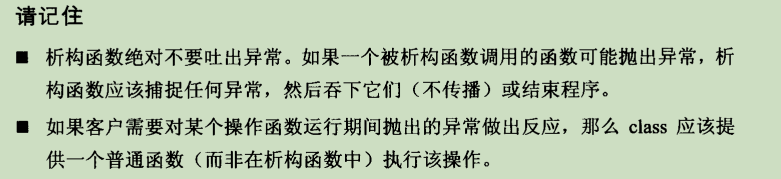 请记住
■ 析构函数绝对不要吐出异常。如果一个被析构函数调用的函数可能抛出异常，析
构函数应该捕捉任何异常，然后吞下它们（不传播）或结束程序。
■ 如果客户需要对某个操作函数运行期间抛出的异常做出反应，那么 class 应该提
供一个普通函数（而非在析构函数中）执行该操作。